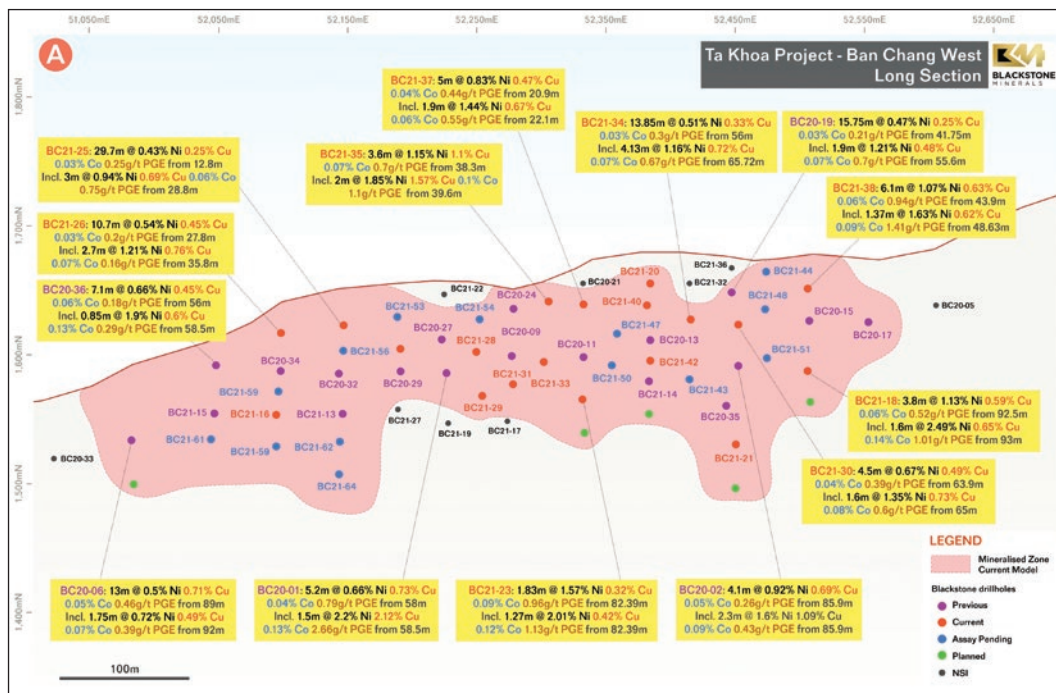 51,050mE
52,050mE
52,150mE
52,250mE
52,350mE
52,450mE
52,550mE
52,650mE
A
Ta Khoa Project - Ban Chang West
Long Section
BLACKSTONE
MINERALS
1,800mN
1,700mN
1,600mN
1,500mN
1,400mN
BC21-37: 5m @ 0.83% Ni 0.47% Cu
0.04% Co 0.44g/t PGE from 20.9m
Incl. 1.9m @ 1.44% Ni 0.67% Cu
0.06% Co 0.55g/t PGE from 22.1m
BC21-34: 13.85m @ 0.51% Ni 0.33% Cu
0.03% Co 0.3g/t PGE from 56m
Incl. 4.13m @ 1.16% Ni 0.72% Cu
0.07% Co 0.67g/t PGE from 65.72m
BC20-19: 15.75m @ 0.47% Ni 0.25% Cu
0.03% Co 0.21g/t PGE from 41.75m
Incl. 1.9m @ 1.21% Ni 0.48% Cu
0.07% Co 0.7g/t PGE from 55.6m
BC21-25: 29.7m @ 0.43% Ni 0.25% Cu
0.03% Co 0.25g/t PGE from 12.8m
Incl. 3m @ 0.94% Ni 0.69% Cu 0.06% Co
0.75g/t PGE from 28.8m
BC21-35: 3.6m @ 1.15% Ni 1.1% Cu
0.07% Co 0.7g/t PGE from 38.3m
Incl. 2m @ 1.85% Ni 1.57% Cu 0.1% Co
1.1g/t PGE from 39.6m
BC21-38: 6.1m @ 1.07% Ni 0.63% Cu
0.06% Co 0.94g/t PGE from 43.9m
Incl. 1.37m @ 1.63% Ni 0.62% Cu
0.09% Co 1.41g/t PGE from 48.63m
BC21-26: 10.7m @ 0.54% Ni 0.45% Cu
0.03% Co 0.2g/t PGE from 27.8m
Incl. 2.7m @ 1.21% Ni 0.76% Cu
0.07% Co 0.16g/t PGE from 35.8m
BC20-36: 7.1m @ 0.66% Ni 0.45% Cu
0.06% Co 0.18g/t PGE from 56m
Incl. 0.85m @ 1.9% Ni 0.6% Cu
0.13% Co 0.29g/t PGE from 58.5m
BC21-22
BC20-24
BC20-21
BC21-20
BC21-36
BC21-32
BC21-44
BC21-53
BC21-54
BC21-40
BC21-48
BC20-05
BC20-15
BC20-17
BC20-27
BC20-09
BC21-47
BC20-13
BC21-28
BC20-11
BC21-56
BC21-51
BC20-34
BC20-32
BC20-29
BC21-31
BC21-33
BC21-50
BC21-42
BC21-43
BC21-59
BC21-29
BC21-14
BC20-35
BC21-15
BC21-16
BC21-13
BC21-27
BC21-19
BC21-17
BC21-61
BC21-59
BC21-62
BC21-21
BC20-33
BC21-64
BC21-18: 3.8m @ 1.13% Ni 0.59% Cu
0.06% Co 0.52g/t PGE from 92.5m
Incl. 1.6m @ 2.49% Ni 0.65% Cu
0.14% Co 1.01g/t PGE from 93m
BC21-30: 4.5m @ 0.67% Ni 0.49% Cu
0.04% Co 0.39g/t PGE from 63.9m
Incl. 1.6m @ 1.35% Ni 0.73% Cu
0.08% Co 0.6g/t PGE from 65m
BC20-06: 13m @ 0.5% Ni 0.71% Cu
0.05% Co 0.46g/t PGE from 89m
Incl. 1.75m @ 0.72% Ni 0.49% Cu
0.07% Co 0.39g/t PGE from 92m
BC20-01: 5.2m @ 0.66% Ni 0.73% Cu
0.04% Co 0.79g/t PGE from 58m
Incl. 1.5m @ 2.2% Ni 2.12% Cu
0.13% Co 2.66g/t PGE from 58.5m
BC21-23: 1.83m @ 1.57% Ni 0.32% Cu
0.09% Co 0.96g/t PGE from 82.39m
Incl. 1.27m @ 2.01% Ni 0.42% Cu
0.12% Co 1.13g/t PGE from 82.39m
BC20-02: 4.1m @ 0.92% Ni 0.69% Cu
0.05% Co 0.26g/t PGE from 85.9m
Incl. 2.3m @ 1.6% Ni 1.09% Cu
0.09% Co 0.43g/t PGE from 85.9m
LEGEND
Mineralised Zone
Current Model
Blackstone drillholes
Previous
Current
Assay Pending
Planned
NSI
100m